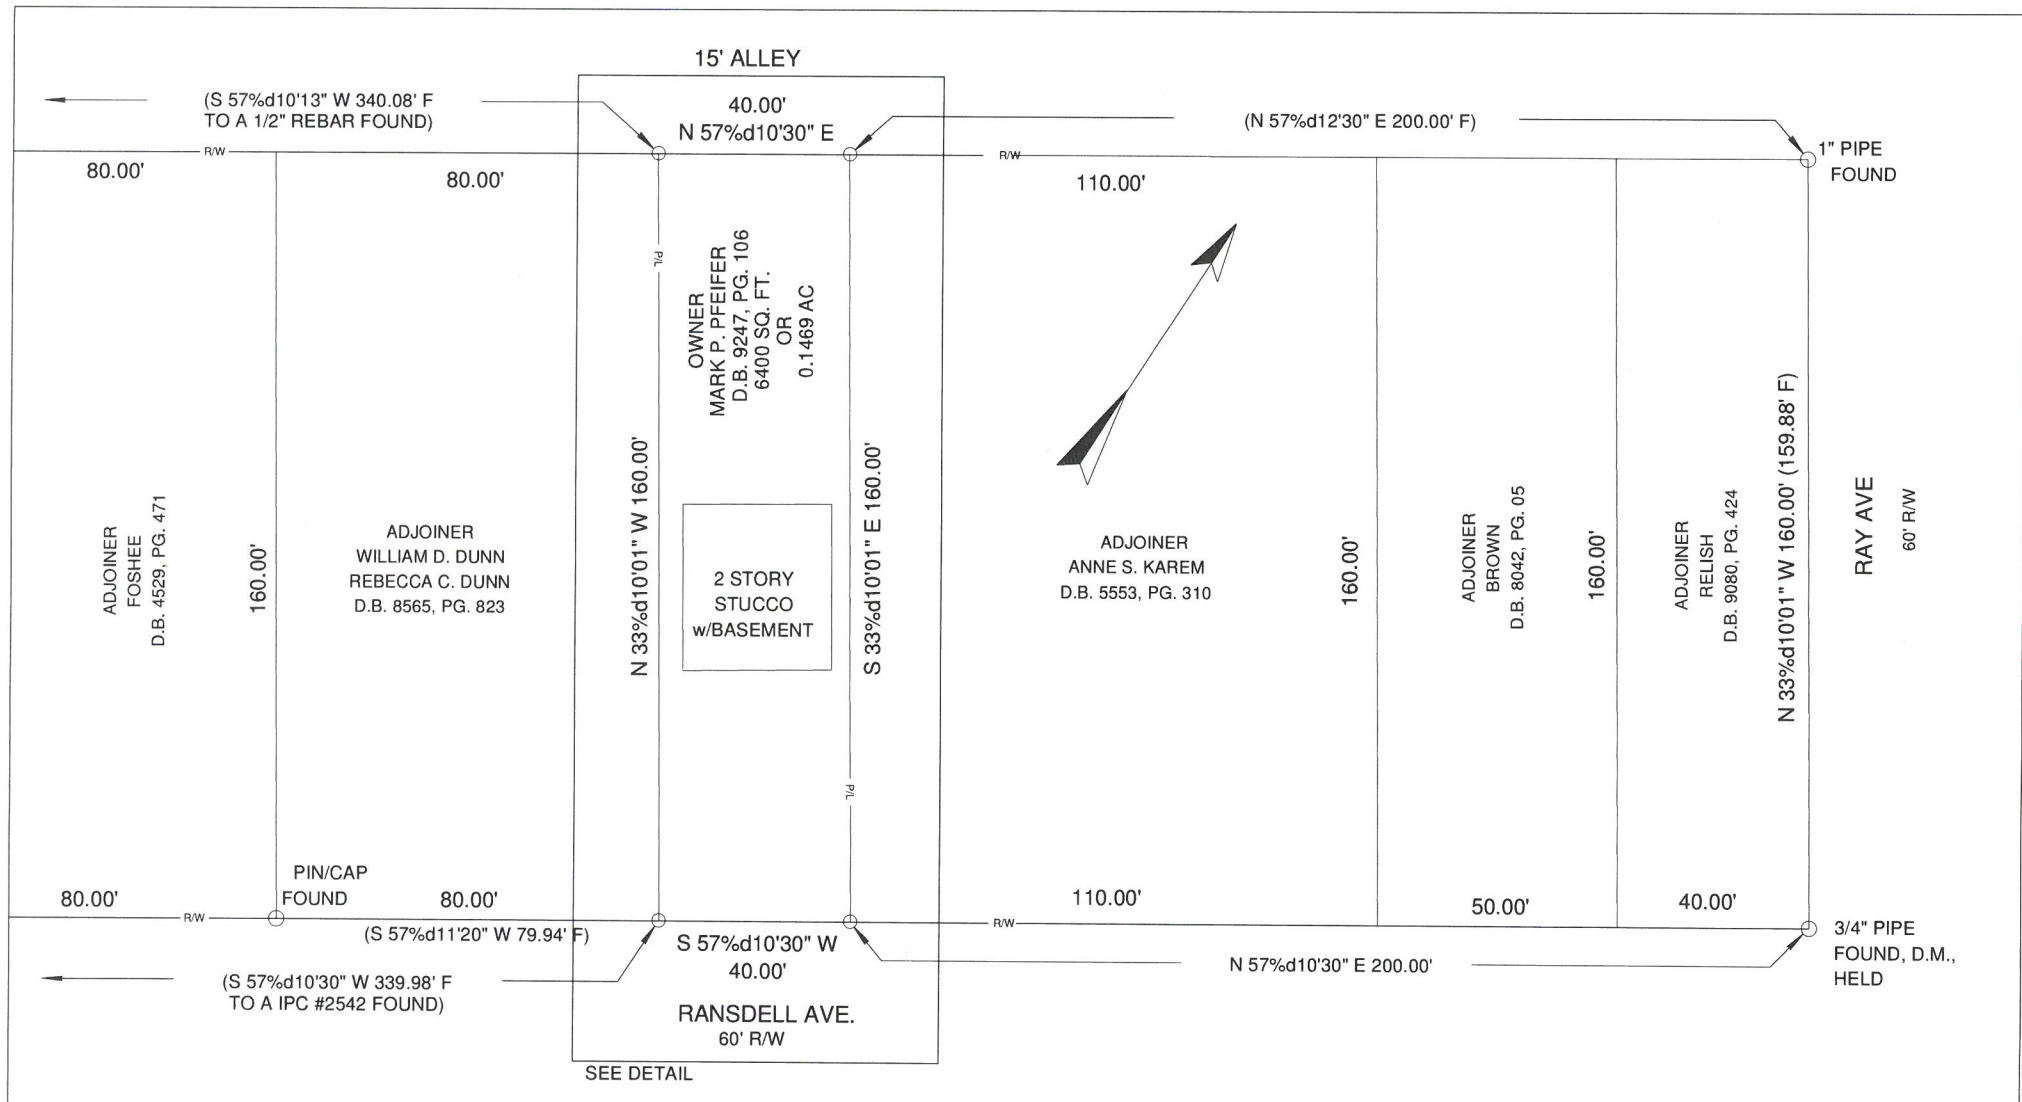 15' ALLEY
(S 57%d10'13" W 340.08' F
TO A 1/2" REBAR FOUND)
40.00'
N 57%d10'30" E
(N 57%d12'30" E 200.00' F)
1" PIPE
FOUND
R/W
R/W
80.00'
80.00'
110.00'
P/L
OWNER
MARK P. PFEIFER
D.B. 9247, PG. 106
6400 SQ. FT.
OR
0.1469 AC
ADJOINER
FOSHEE
D.B. 4529, PG. 471
160.00'
ADJOINER
WILLIAM D. DUNN
REBECCA C. DUNN
D.B. 8565, PG. 823
N 33%d10'01" W 160.00'
2 STORY
STUCCO
w/BASEMENT
S 33%d10'01" E 160.00'
ADJOINER
ANNE S. KAREM
D.B. 5553, PG. 310
160.00'
ADJOINER
BROWN
D.B. 8042, PG. 05
160.00'
ADJOINER
RELISH
D.B. 9080, PG. 424
N 33%d10'01" W 160.00' (159.88' F)
RAY AVE
60' R/W
P/L
PIN/CAP
FOUND
80.00'
80.00'
110.00'
50.00'
40.00'
R/W
R/W
(S 57%d11'20" W 79.94' F)
S 57%d10'30" W
40.00'
3/4" PIPE
FOUND, D.M.,
HELD
(S 57%d10'30" W 339.98' F
TO A IPC #2542 FOUND)
N 57%d10'30" E 200.00'
RANSDELL AVE.
60' R/W
SEE DETAIL